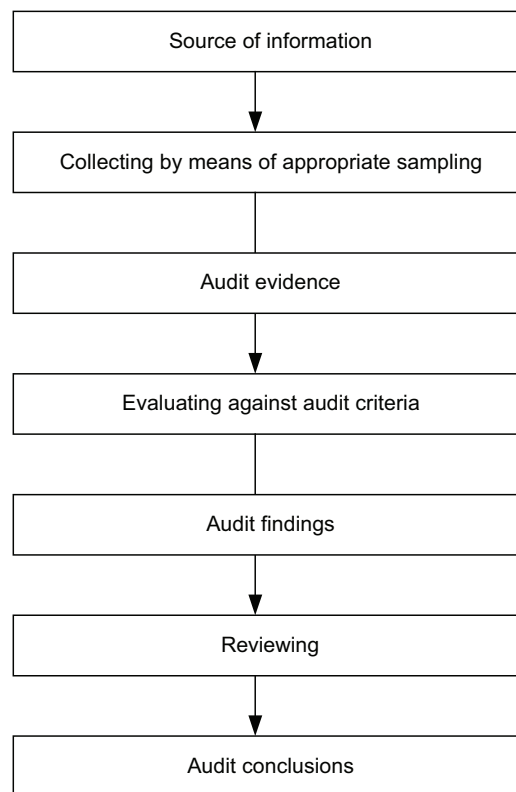 Source of information
Collecting by means of appropriate sampling
Audit evidence
Evaluating against audit criteria
Audit findings
Reviewing
Audit conclusions